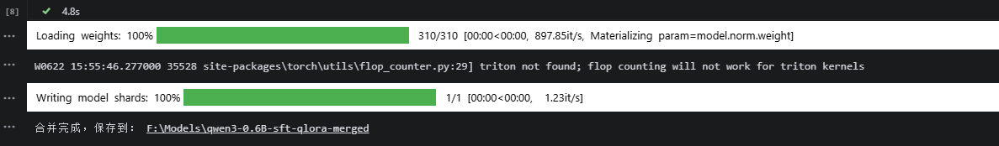 [8] ✓ 4.8s
... Loading weights: 100% 310/310 [00:00<00:00, 897.85it/s, Materializing param=model.norm.weight]
... W0622 15:55:46.277000 35528 site-packages\torch\utils\flop_counter.py:29] triton not found; flop counting will not work for triton kernels
... Writing model shards: 100% 1/1 [00:00<00:00, 1.23it/s]
... 合并完成，保存到： F:\Models\qwen3-0.6B-sft-qlora-merged